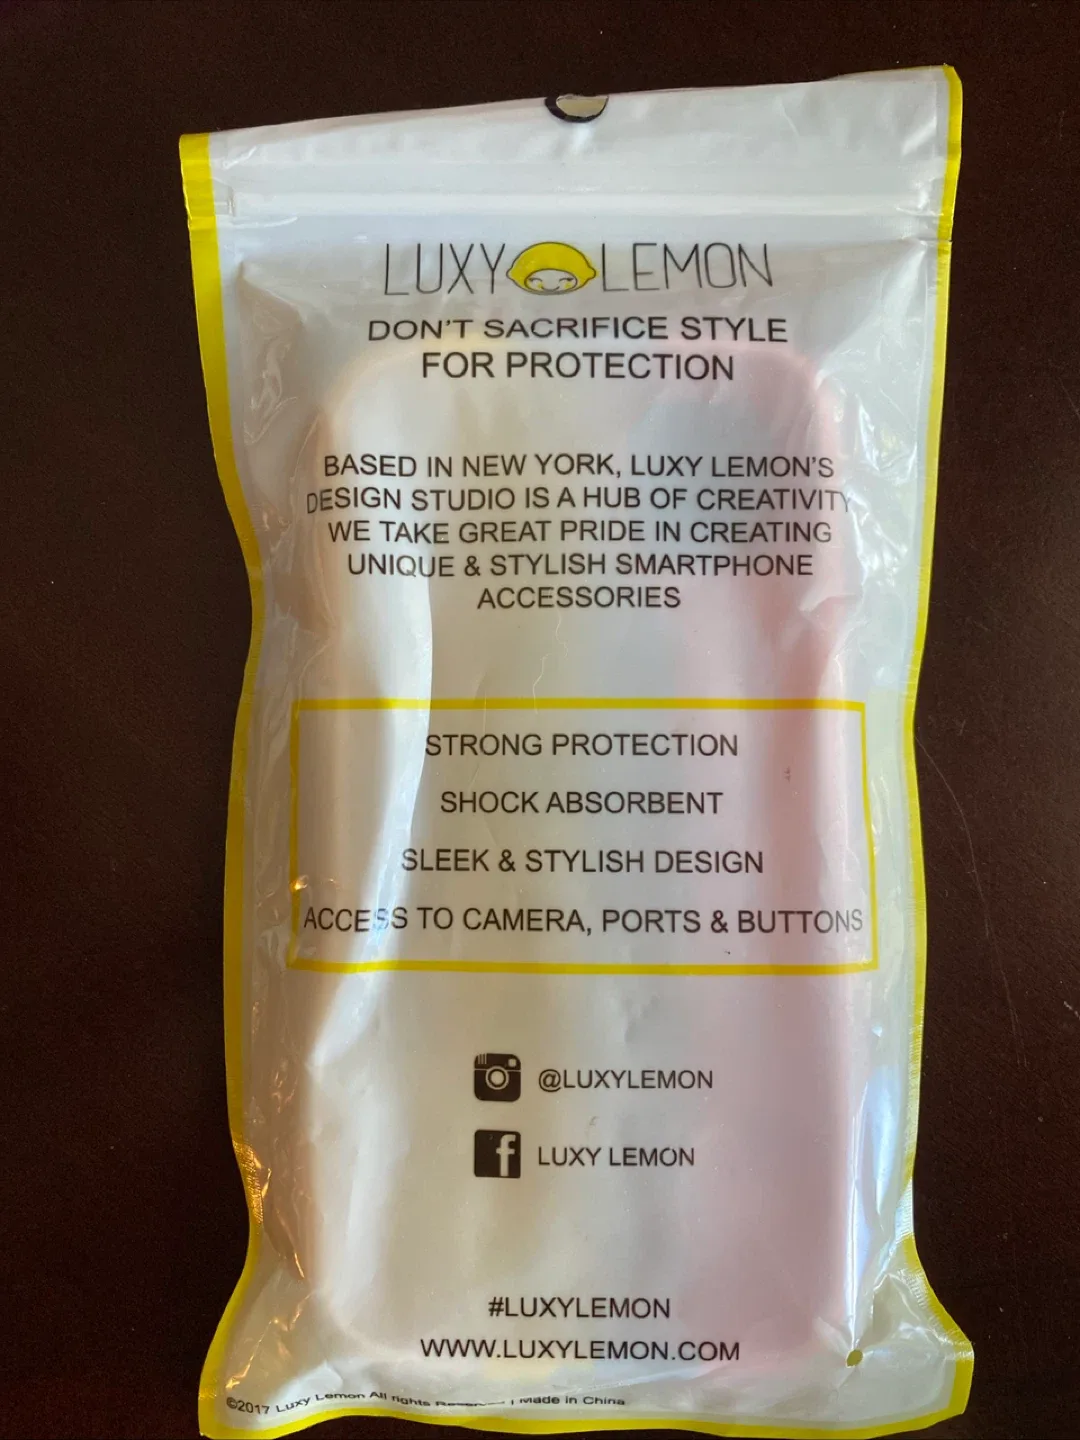 LUXY LEMON
DON'T SACRIFICE STYLE
FOR PROTECTION
BASED IN NEW YORK, LUXY LEMON'S
DESIGN STUDIO IS A HUB OF CREATIVITY
WE TAKE GREAT PRIDE IN CREATING
UNIQUE & STYLISH SMARTPHONE
ACCESSORIES
STRONG PROTECTION
SHOCK ABSORBENT
SLEEK & STYLISH DESIGN
ACCESS TO CAMERA, PORTS & BUTTONS
@LUXYLEMON
f LUXY LEMON
#LUXYLEMON
WWW.LUXYLEMON.COM
©2017 Luxy Lemon All rights | Made in China